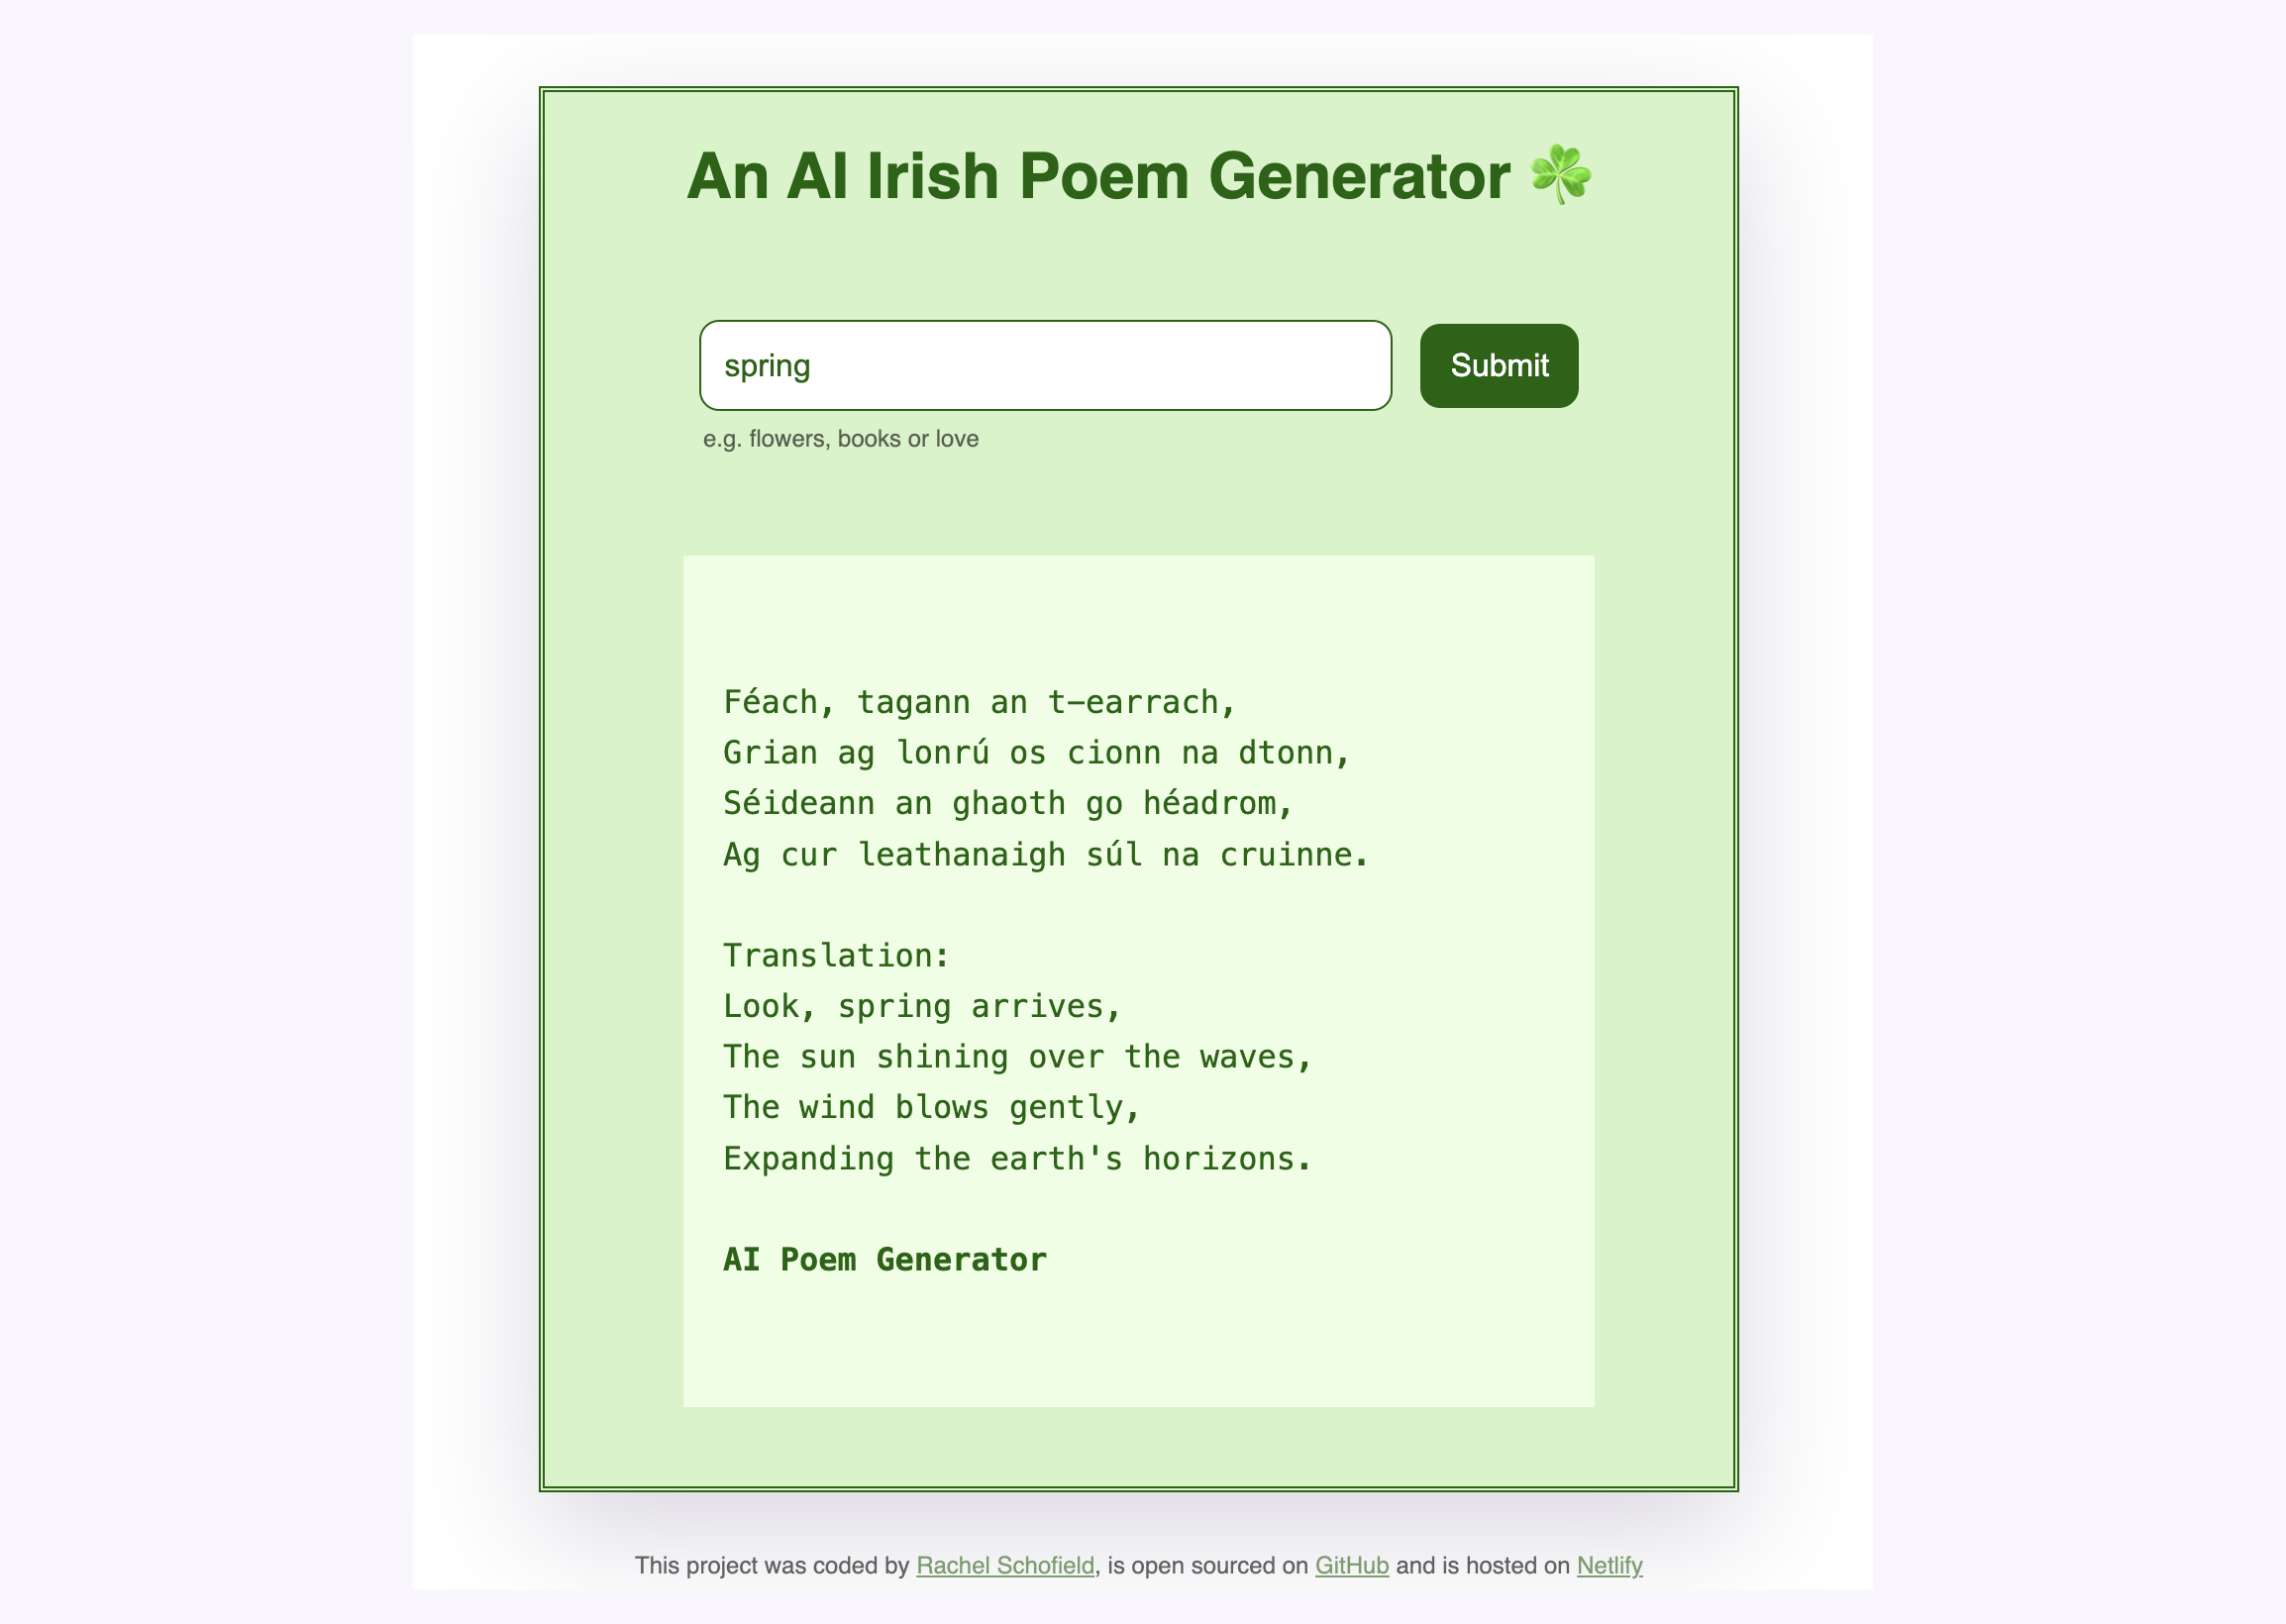 An AI Irish Poem Generator ☘️
spring
Submit
e.g. flowers, books or love
Féach, tagann an t-earrach,
Grian ag lonrú os cionn na dtonn,
Séideann an ghaoth go héadrom,
Ag cur leathanaigh súl na cruinne.
Translation:
Look, spring arrives,
The sun shining over the waves,
The wind blows gently,
Expanding the earth's horizons.
AI Poem Generator
This project was coded by Rachel Schofield, is open sourced on GitHub and is hosted on Netlify